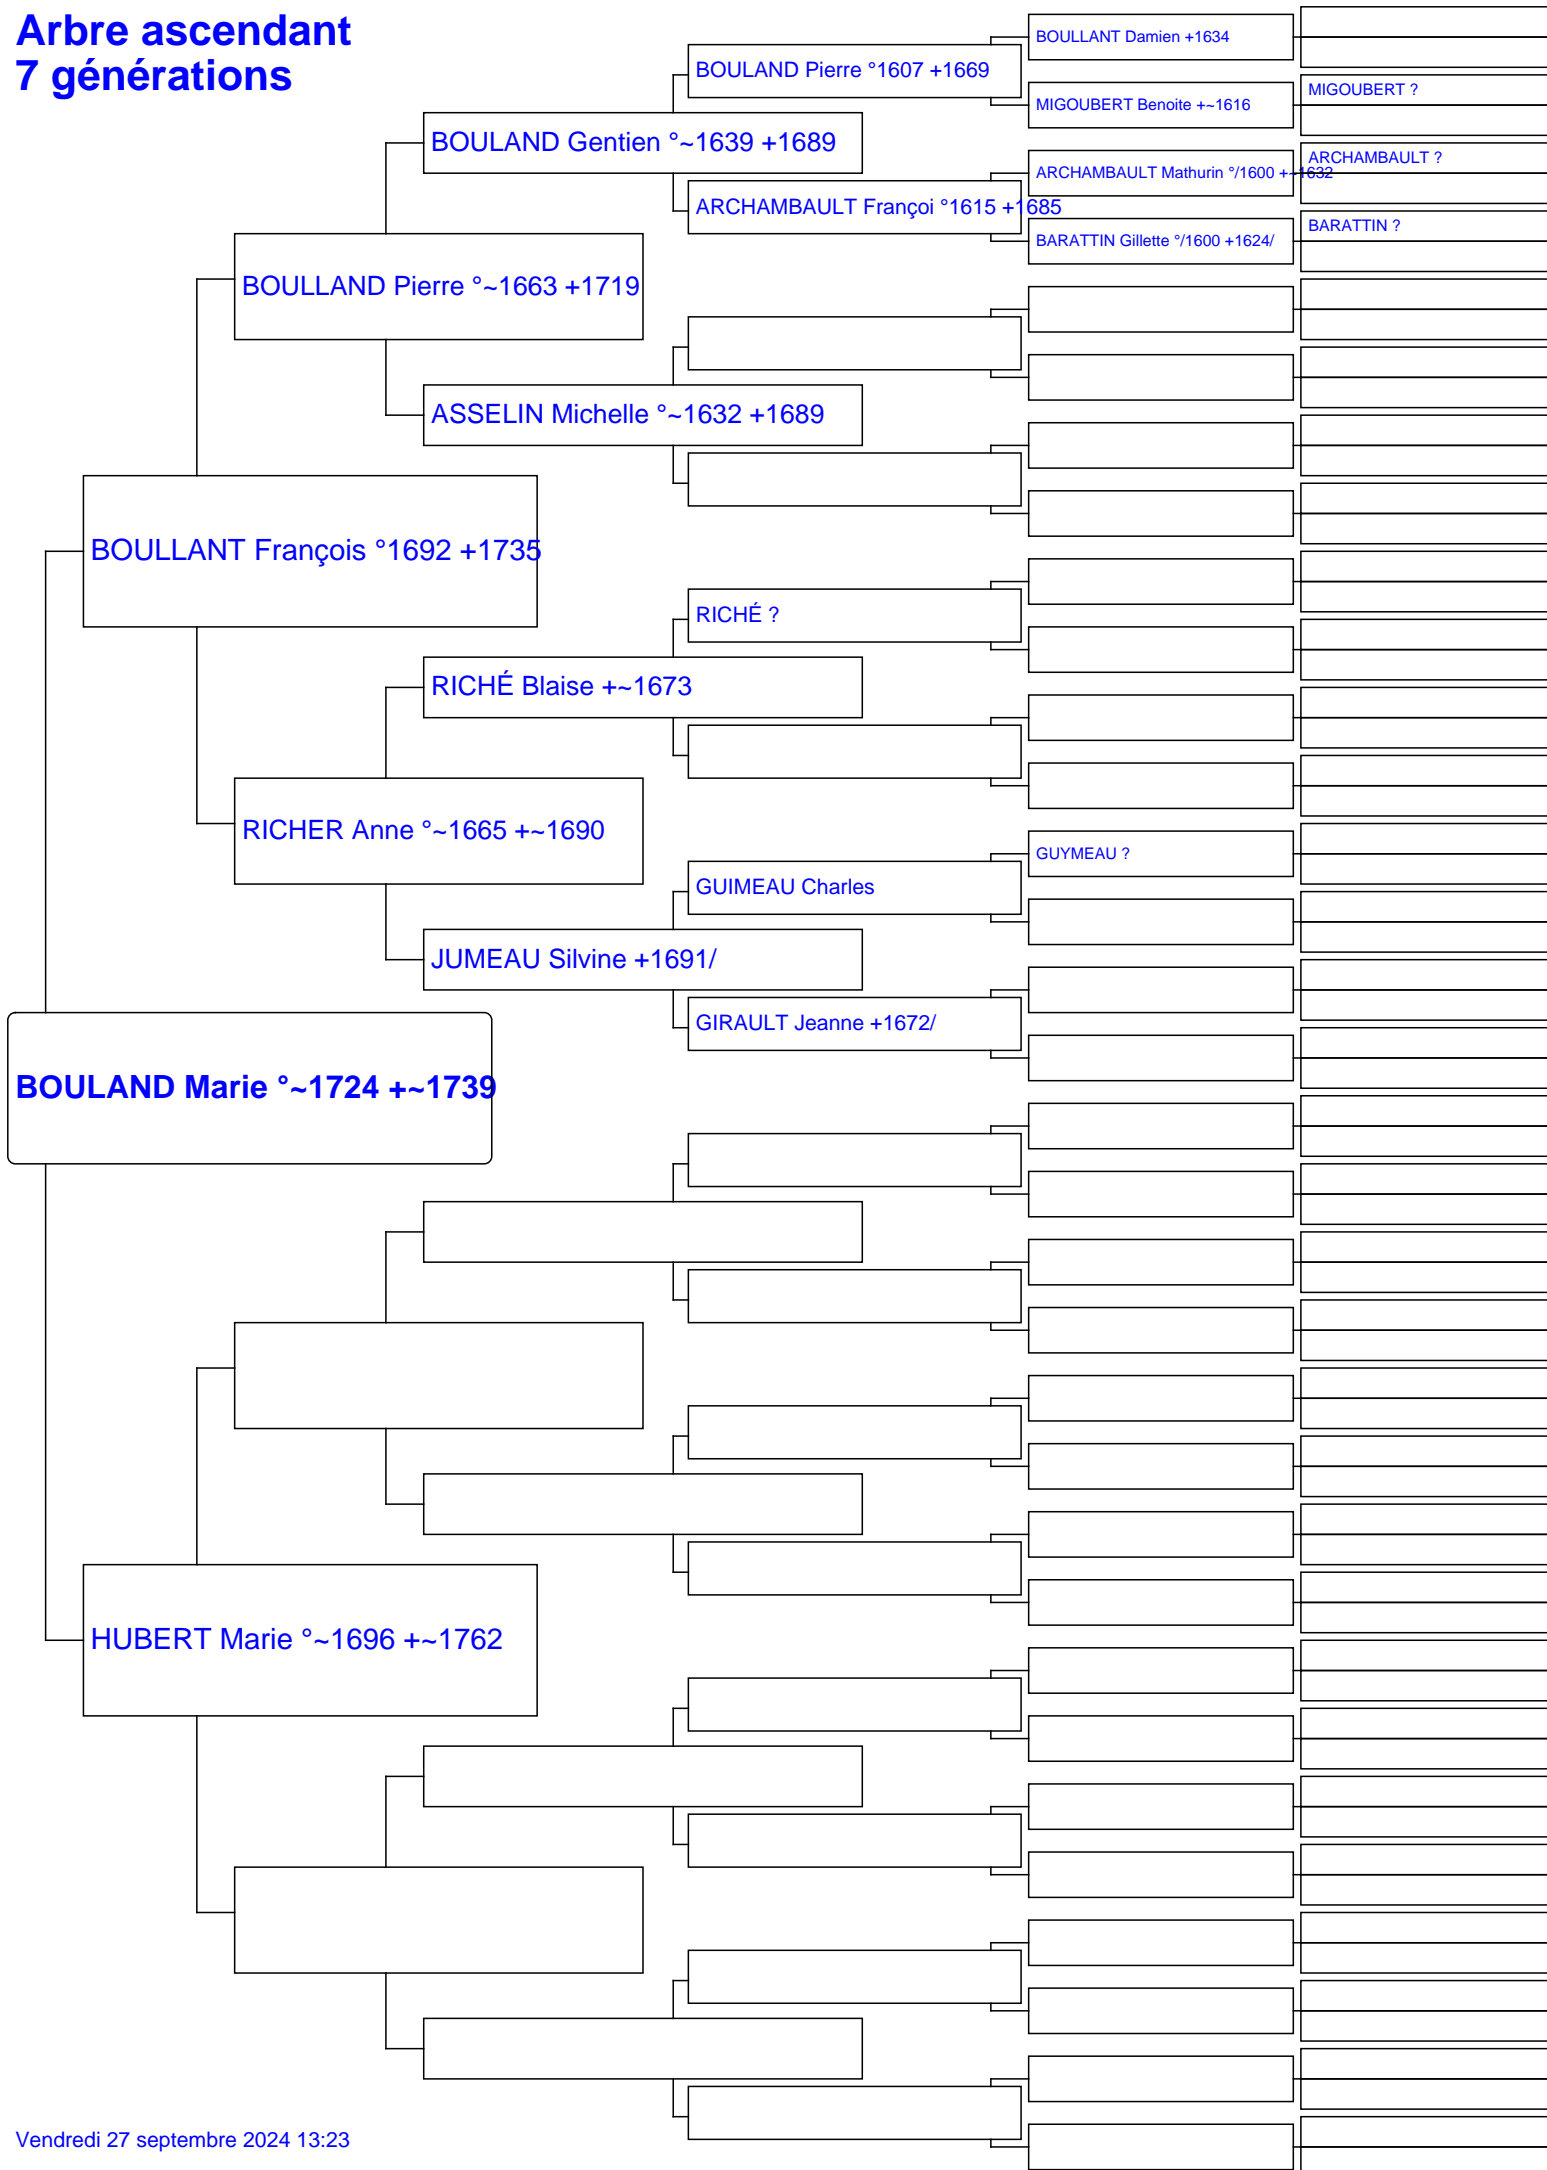 Arbre ascendant
7 générations
BOULLANT Damien +1634
BOULAND Pierre °1607 +1669
MIGOUBERT ?
MIGOUBERT Benoite +~1616
BOULAND Gentien °~1639 +1689
ARCHAMBAULT ?
ARCHAMBAULT Mathurin °/1600 +~1632
ARCHAMBAULT Françoi °1615 +1685
BARATTIN ?
BARATTIN Gillette °/1600 +1624/
BOULLAND Pierre °~1663 +1719
ASSELIN Michelle °~1632 +1689
BOULLANT François °1692 +1735
RICHÉ ?
RICHÉ Blaise +~1673
RICHER Anne °~1665 +~1690
GUYMEAU ?
GUIMEAU Charles
JUMEAU Silvine +1691/
GIRAULT Jeanne +1672/
BOULAND Marie °~1724 +~1739
HUBERT Marie °~1696 +~1762
Vendredi 27 septembre 2024 13:23